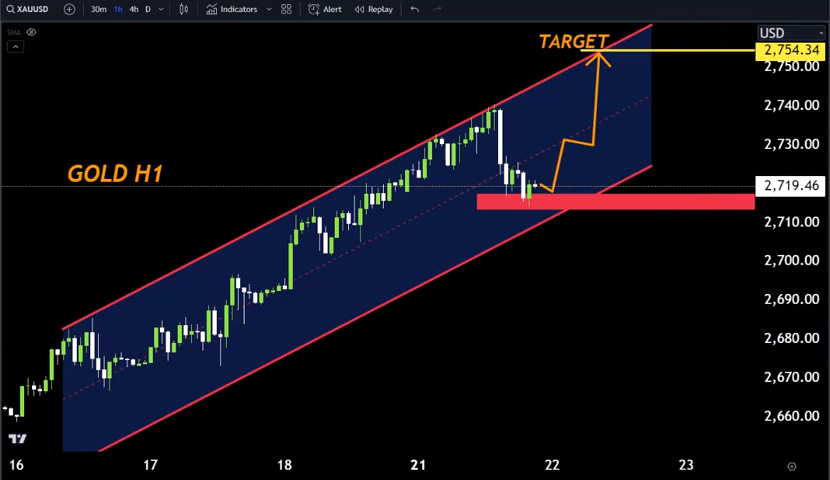 XAUUSD 30m 1h 4h D Indicators Alert Replay
SMA
USD
TARGET
2,754.34
2,750.00
2,740.00
2,730.00
GOLD H1
2,719.46
2,710.00
2,700.00
2,690.00
2,680.00
2,670.00
2,660.00
16 17 18 21 22 23